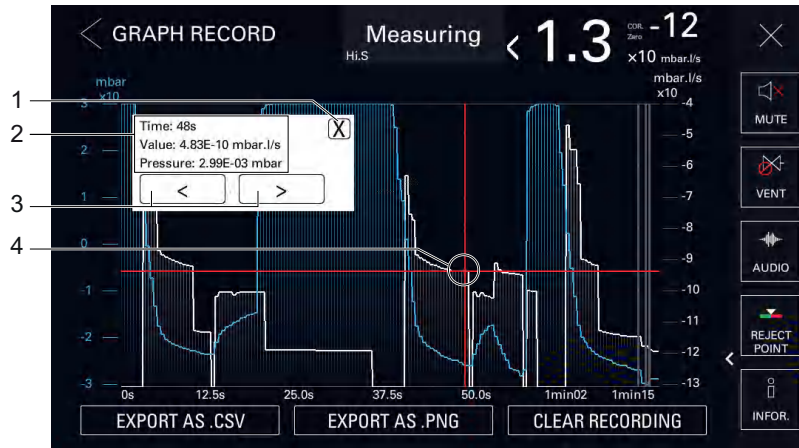 GRAPH RECORD
Measuring
Hi.S
< 1.3
COR.
Zero
-12
x10 mbar.l/s
mbar
x10
mbar.l/s
x10
1
2
3
4
Time: 48s
Value: 4.83E-10 mbar.l/s
Pressure: 2.99E-03 mbar
X
<
>
3
2
1
0
-1
-2
-3
-4
-5
-6
-7
-8
-9
-10
-11
-12
-13
0s
12.5s
25.0s
37.5s
50.0s
1min02
1min15
EXPORT AS .CSV
EXPORT AS .PNG
CLEAR RECORDING
MUTE
VENT
AUDIO
REJECT
POINT
INFOR.